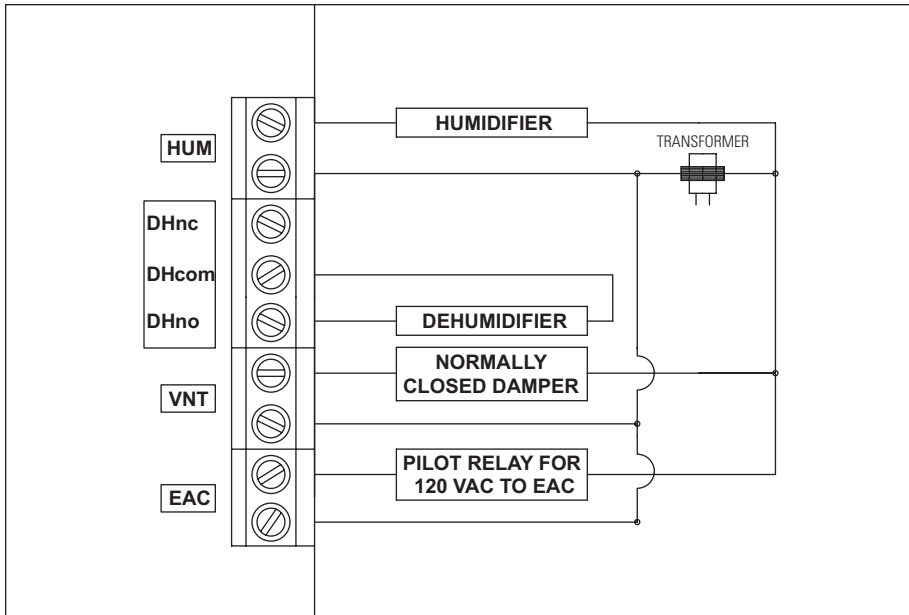 HUMIDIFIER
TRANSFORMER
HUM
DHnc
DHcom
DHno
DEHUMIDIFIER
NORMALLY
CLOSED DAMPER
VNT
PILOT RELAY FOR
120 VAC TO EAC
EAC